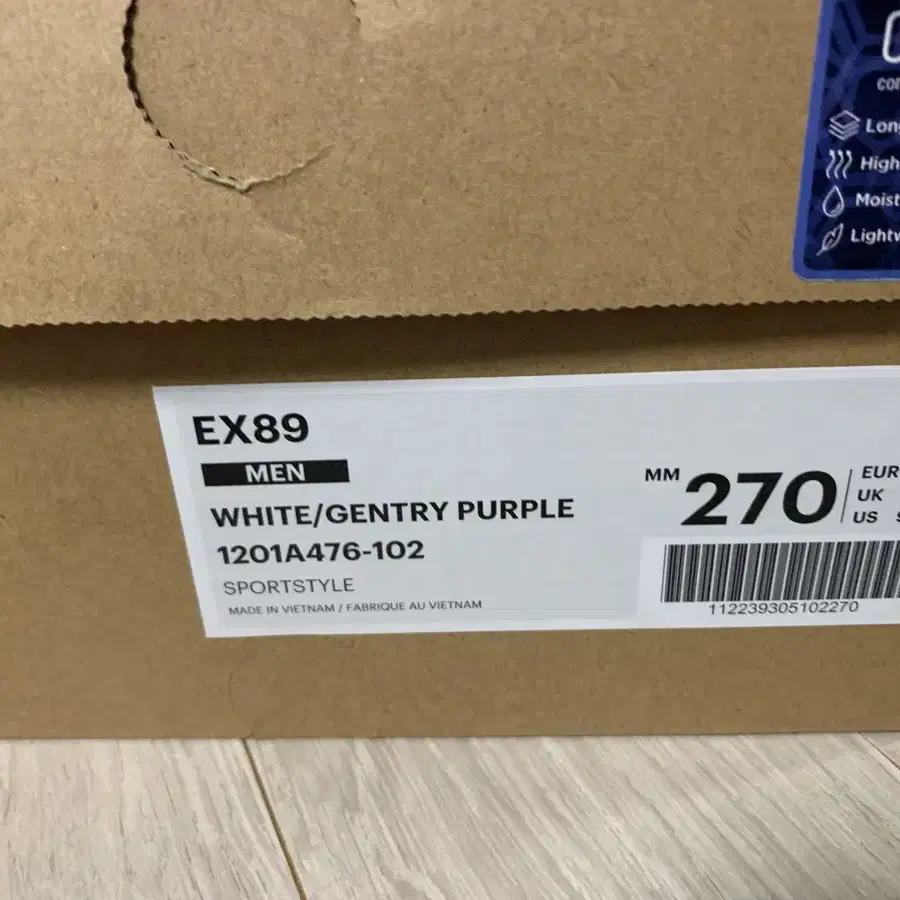 Long
High
Moist
Lightw
EX89
MEN
WHITE/GENTRY PURPLE
1201A476-102
SPORTSTYLE
MADE IN VIETNAM / FABRIQUE AU VIETNAM
MM 270
EUR
UK
US
112239305102270